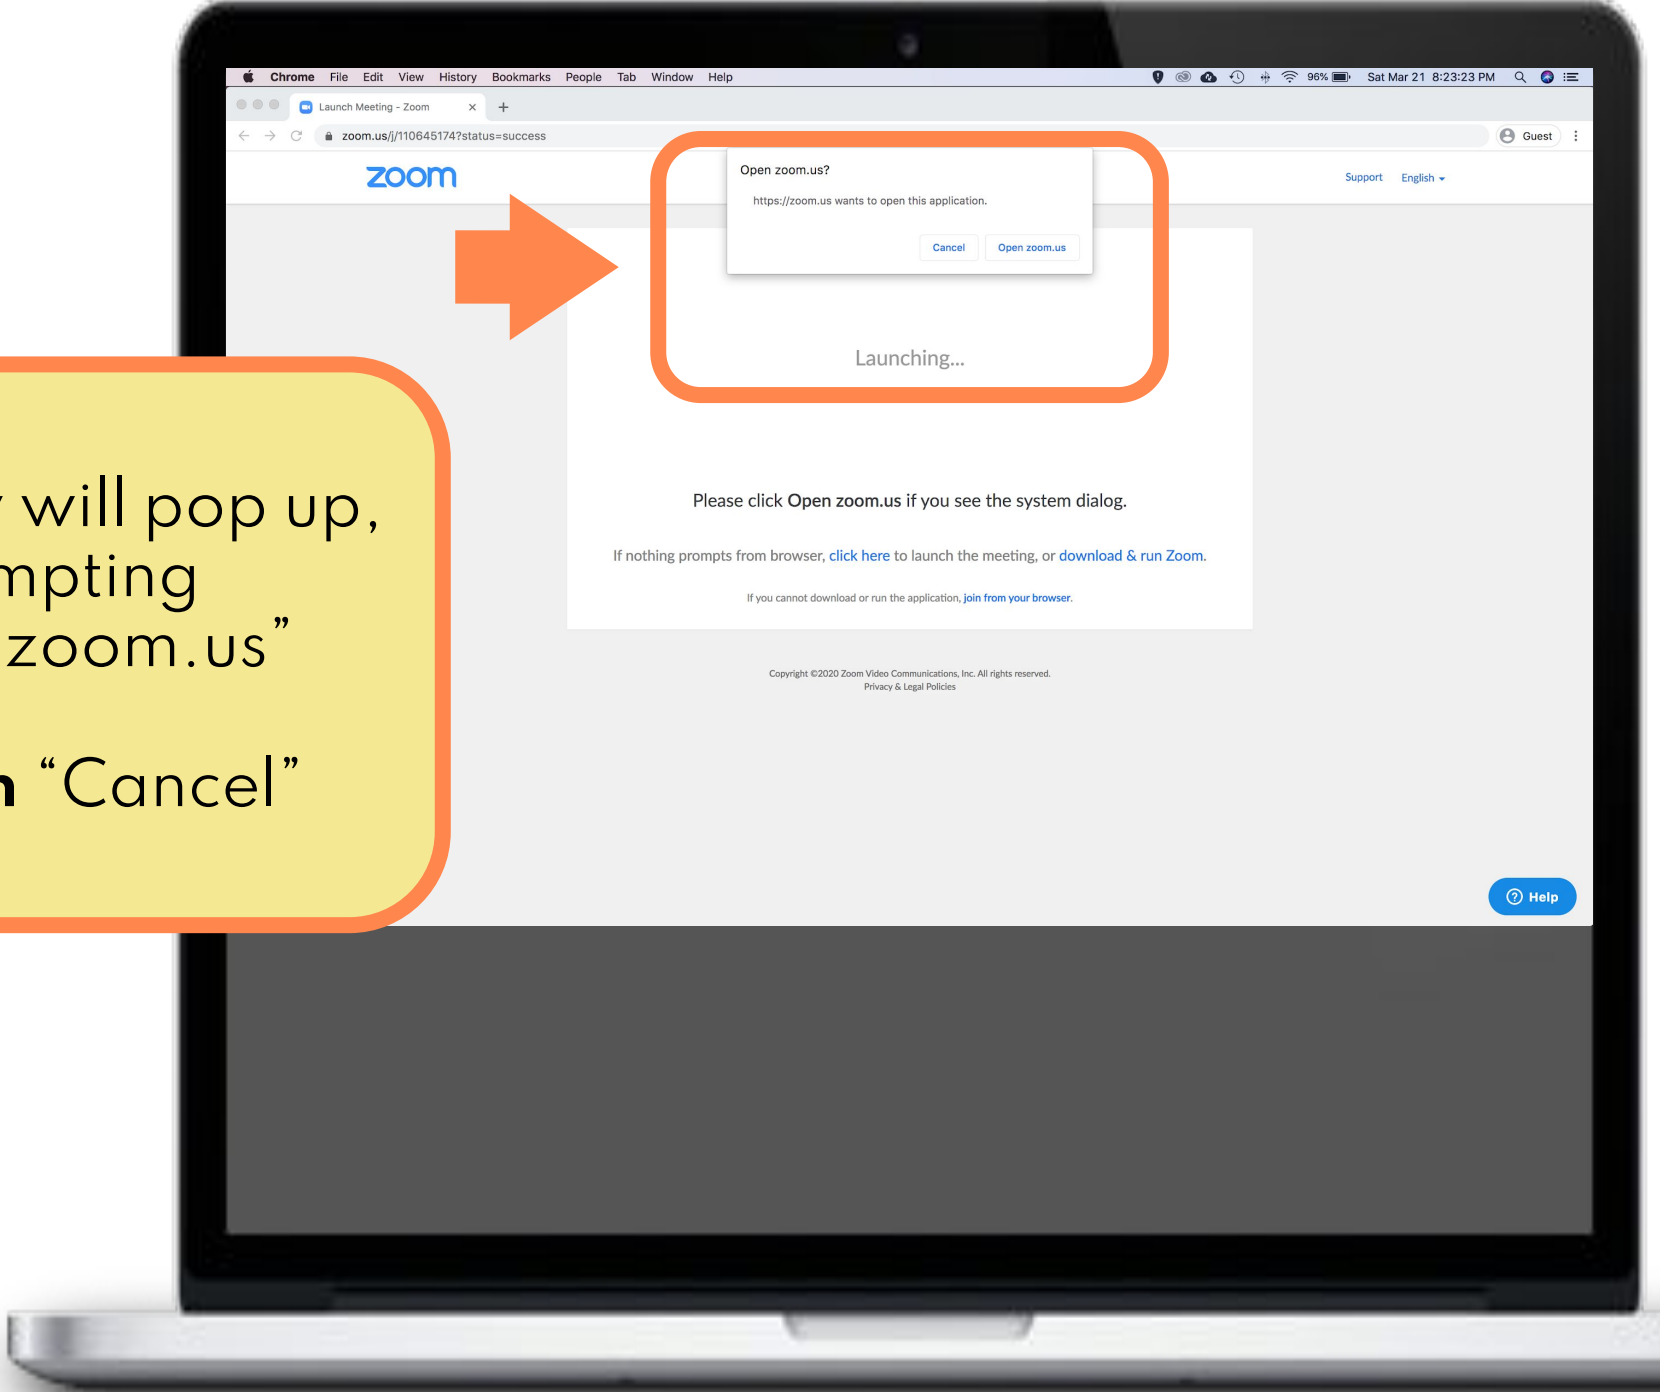 Chrome File Edit View History Bookmarks People Tab Window Help 96% Sat Mar 21 8:23:23 PM
Launch Meeting - Zoom
zoom.us/j/110645174?status=success Guest
zoom Support English
Open zoom.us?
https://zoom.us wants to open this application.
Cancel Open zoom.us
Launching...
Please click Open zoom.us if you see the system dialog.
If nothing prompts from browser, click here to launch the meeting, or download & run Zoom.
If you cannot download or run the application, join from your browser.
Copyright ©2020 Zoom Video Communications, Inc. All rights reserved.
Privacy & Legal Policies
Help
will pop up,
mpting
zoom.us”
“Cancel”